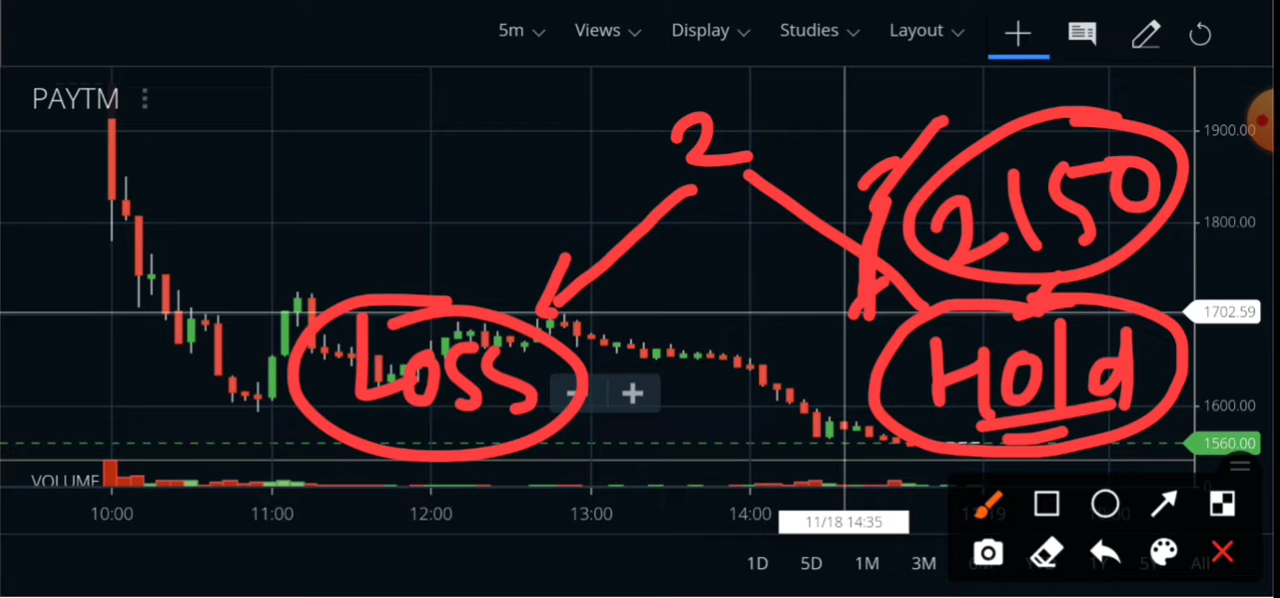 5m Views Display Studies Layout
PAYTM
2
2150
1900.00
1800.00
1702.59
Loss
Hold
1600.00
1560.00
VOLUME
0
10:00 11:00 12:00 13:00 14:00
11/18 14:35
1D 5D 1M 3M
All